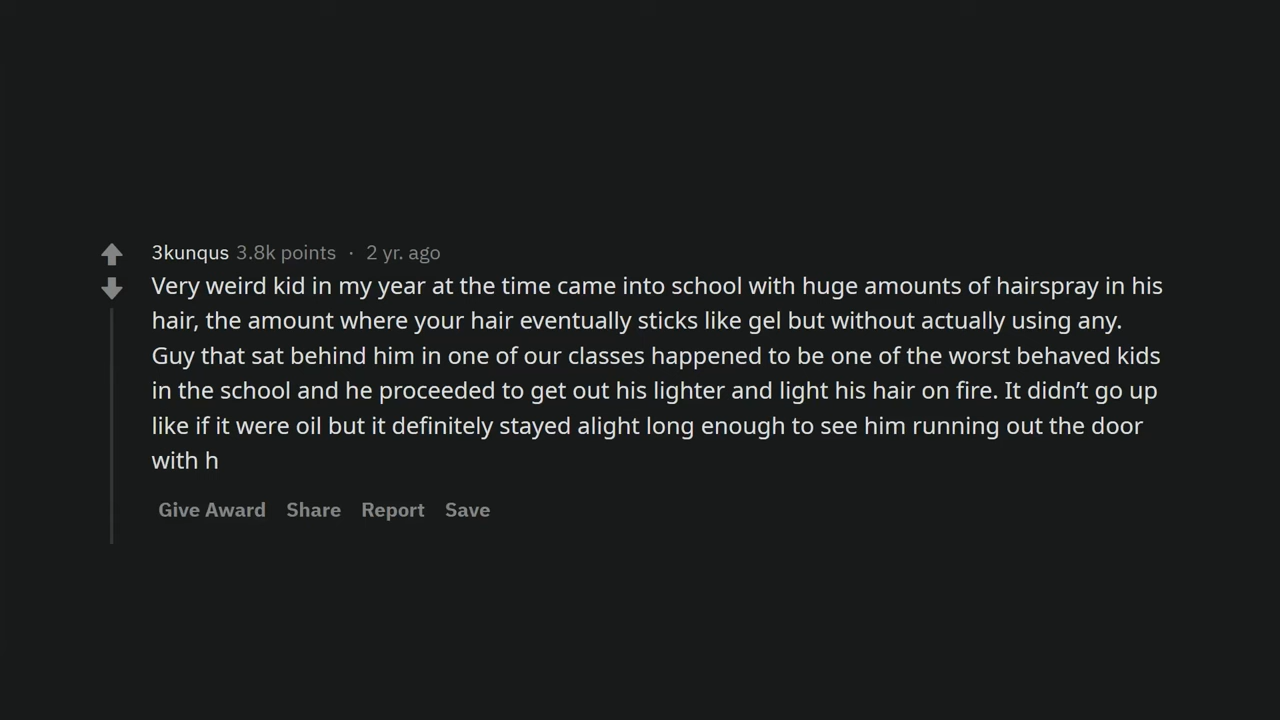 3kunqus 3.8k points · 2 yr. ago
Very weird kid in my year at the time came into school with huge amounts of hairspray in his
hair, the amount where your hair eventually sticks like gel but without actually using any.
Guy that sat behind him in one of our classes happened to be one of the worst behaved kids
in the school and he proceeded to get out his lighter and light his hair on fire. It didn’t go up
like if it were oil but it definitely stayed alight long enough to see him running out the door
with h
Give Award Share Report Save